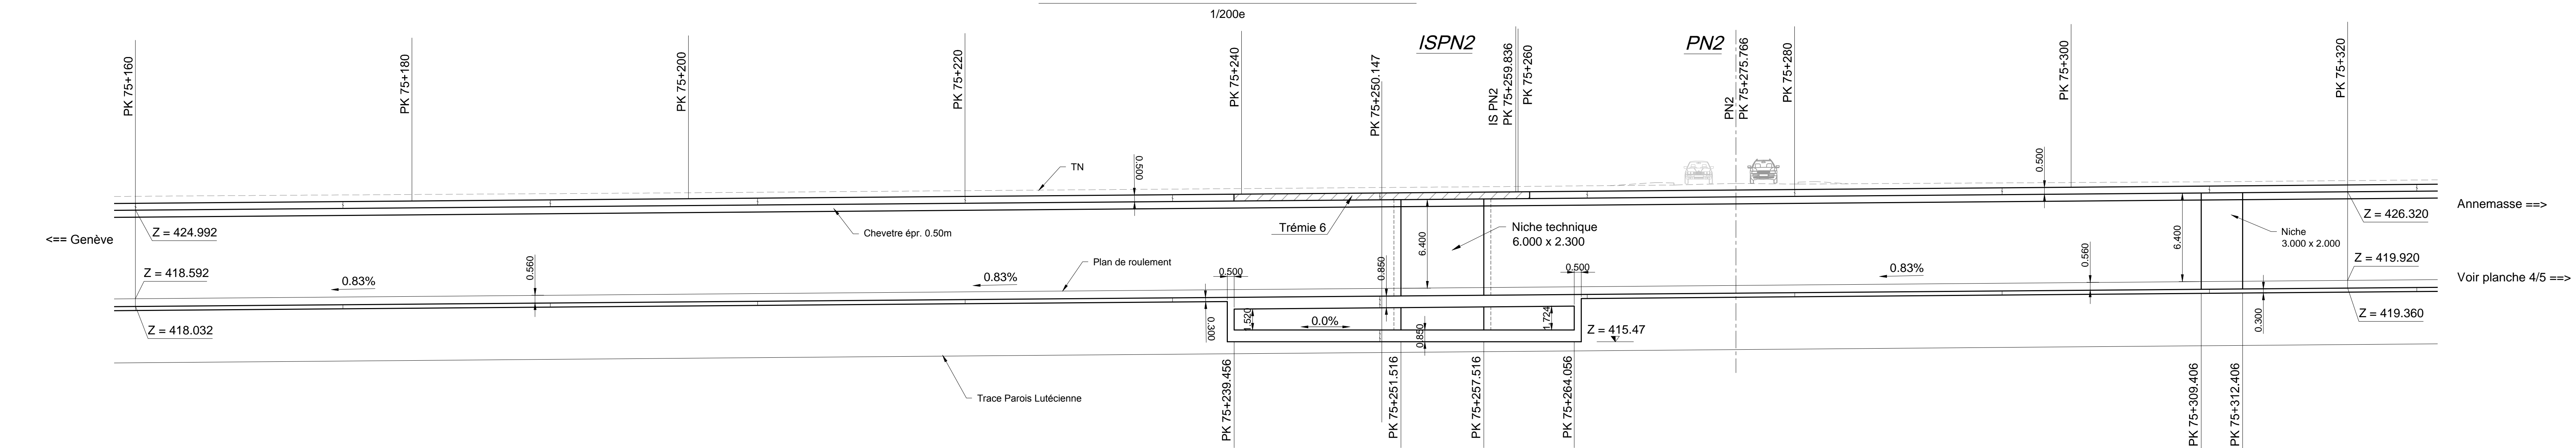 1/200e
PK 75+160
PK 75+180
PK 75+200
PK 75+220
PK 75+240
PK 75+250.147
ISPN2
IS PN2
PK 75+259.836
PK 75+260
PN2
PN2
PK 75+275.766
PK 75+280
PK 75+300
PK 75+320
TN
0.500
0.500
<== Genève
Z = 424.992
Chevetre épr. 0.50m
Trémie 6
6.400
Niche technique
6.000 x 2.300
6.400
Niche
3.000 x 2.000
Z = 426.320
Annemasse ==>
Z = 418.592
0.83%
0.560
0.83%
Plan de roulement
0.500
0.850
0.500
0.83%
0.560
Z = 419.920
Voir planche 4/5 ==>
Z = 418.032
0.300
1.520
0.0%
0.850
1.724
Z = 415.47
0.300
Z = 419.360
Trace Parois Lutécienne
PK 75+239.456
PK 75+251.516
PK 75+257.516
PK 75+264.056
PK 75+309.406
PK 75+312.406